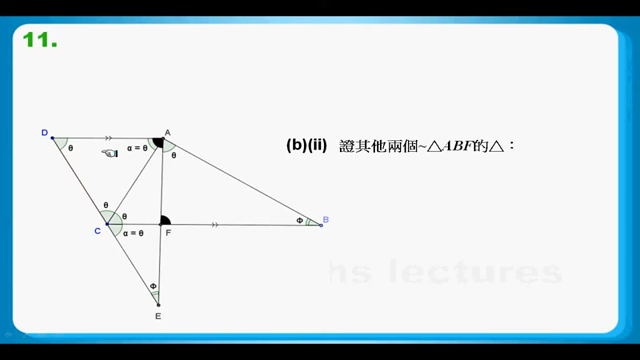 11.
(b)(ii) 證其他兩個~△ABF的△：
D
A
θ
α = θ
θ
θ
θ
C
α = θ
F
Φ
B
Φ
E
hs lectures